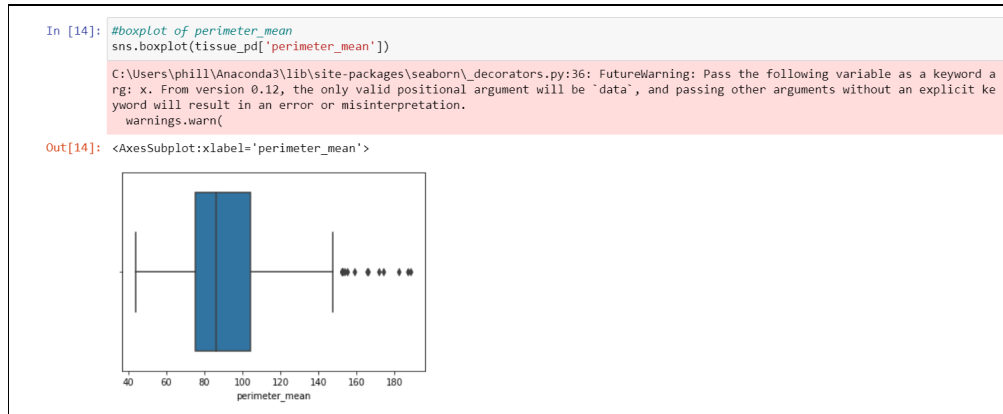 In [14]: #boxplot of perimeter_mean
sns.boxplot(tissue_pd['perimeter_mean'])
C:\Users\phill\Anaconda3\lib\site-packages\seaborn\_decorators.py:36: FutureWarning: Pass the following variable as a keyword a
rg: x. From version 0.12, the only valid positional argument will be `data`, and passing other arguments without an explicit ke
yword will result in an error or misinterpretation.
warnings.warn(
Out[14]: <AxesSubplot:xlabel='perimeter_mean'>
40 60 80 100 120 140 160 180
perimeter_mean